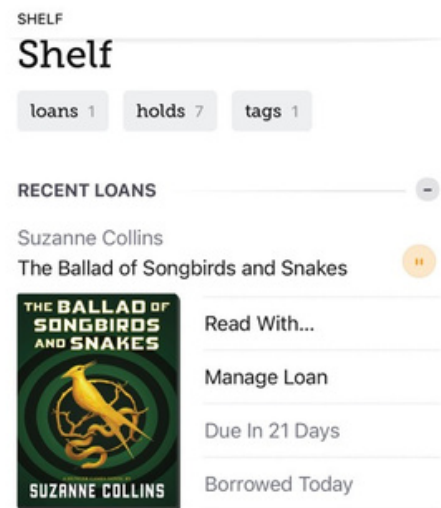 SHELF
Shelf
loans 1
holds 7
tags 1
RECENT LOANS
Suzanne Collins
The Ballad of Songbirds and Snakes
THE BALLAD OF
SONGBIRDS
AND SNAKES
SUZANNE COLLINS
Read With...
Manage Loan
Due In 21 Days
Borrowed Today